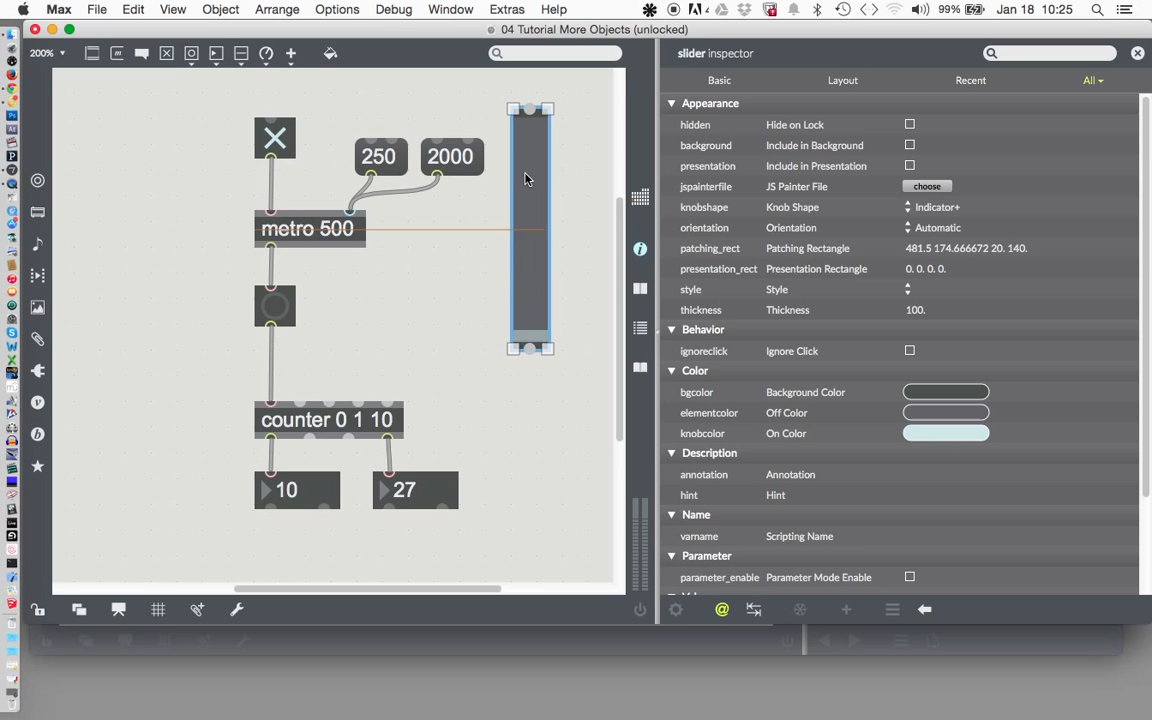 Max File Edit View Object Arrange Options Debug Window Extras Help 4 99% Jan 18 10:25
04 Tutorial More Objects (unlocked)
200%
250
2000
metro 500
counter 0 1 10
10
27
slider inspector
Basic Layout Recent All
Appearance
hidden Hide on Lock
background Include in Background
presentation Include in Presentation
jspainterfile JS Painter File choose
knobshape Knob Shape Indicator+
orientation Orientation Automatic
patching_rect Patching Rectangle 481.5 174.666672 20. 140.
presentation_rect Presentation Rectangle 0. 0. 0. 0.
style Style
thickness Thickness 100.
Behavior
ignoreclick Ignore Click
Color
bgcolor Background Color
elementcolor Off Color
knobcolor On Color
Description
annotation Annotation
hint Hint
Name
varname Scripting Name
Parameter
parameter_enable Parameter Mode Enable